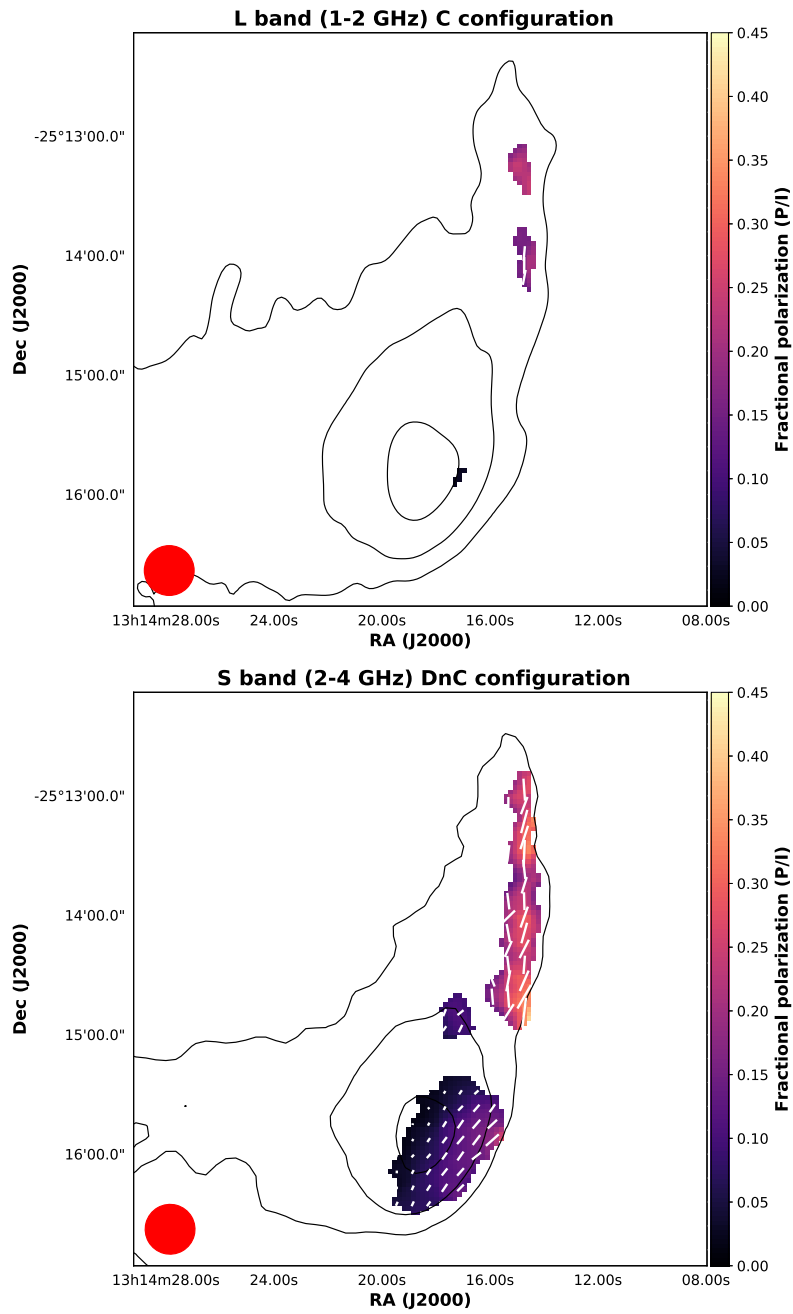 L band (1-2 GHz) C configuration
0.45
0.40
-25°13'00.0"
0.35
0.30
14'00.0"
0.25
Dec (J2000)
Fractional polarization (P/I)
0.20
15'00.0"
0.15
0.10
16'00.0"
0.05
0.00
13h14m28.00s 24.00s 20.00s 16.00s 12.00s 08.00s
RA (J2000)
S band (2-4 GHz) DnC configuration
0.45
0.40
-25°13'00.0"
0.35
0.30
14'00.0"
0.25
Dec (J2000)
Fractional polarization (P/I)
0.20
15'00.0"
0.15
0.10
16'00.0"
0.05
0.00
13h14m28.00s 24.00s 20.00s 16.00s 12.00s 08.00s
RA (J2000)